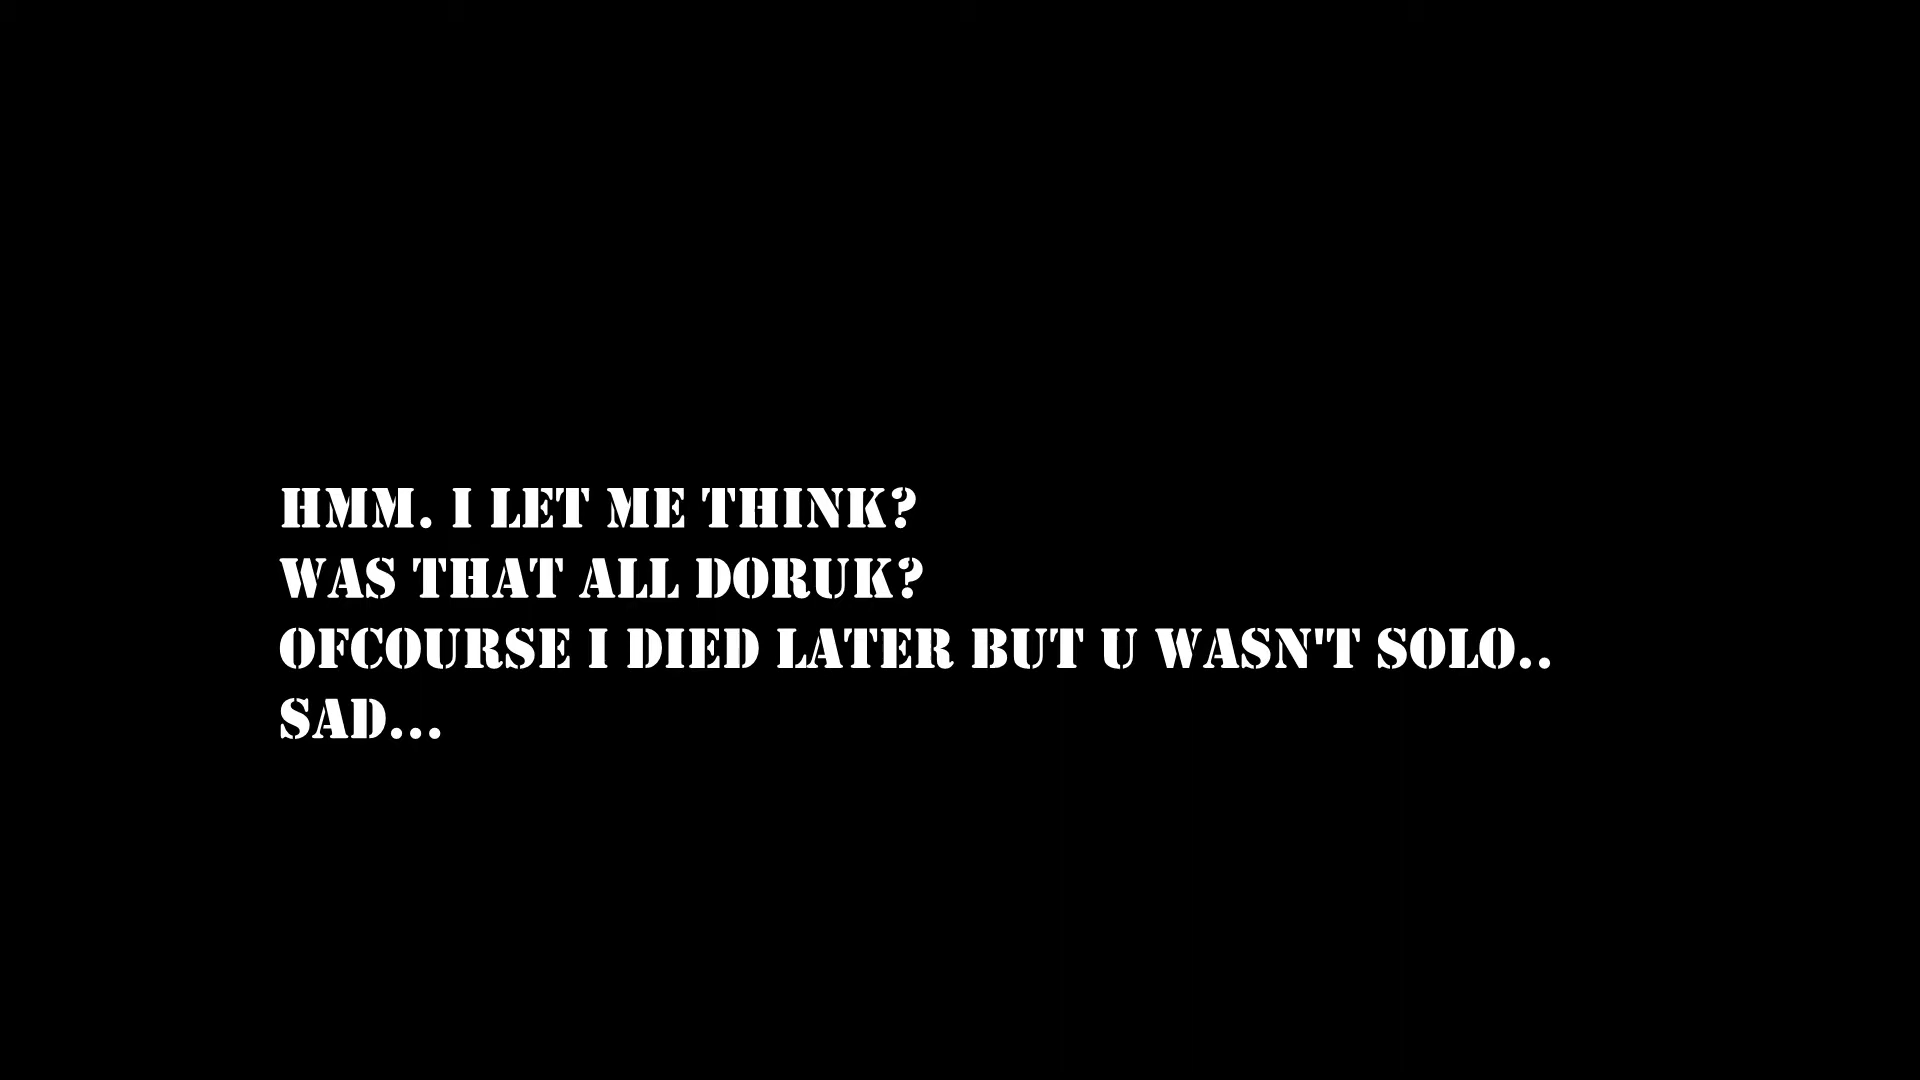 HMM. I LET ME THINK?
WAS THAT ALL DORUK?
OFCOURSE I DIED LATER BUT U WASN'T SOLO..
SAD...